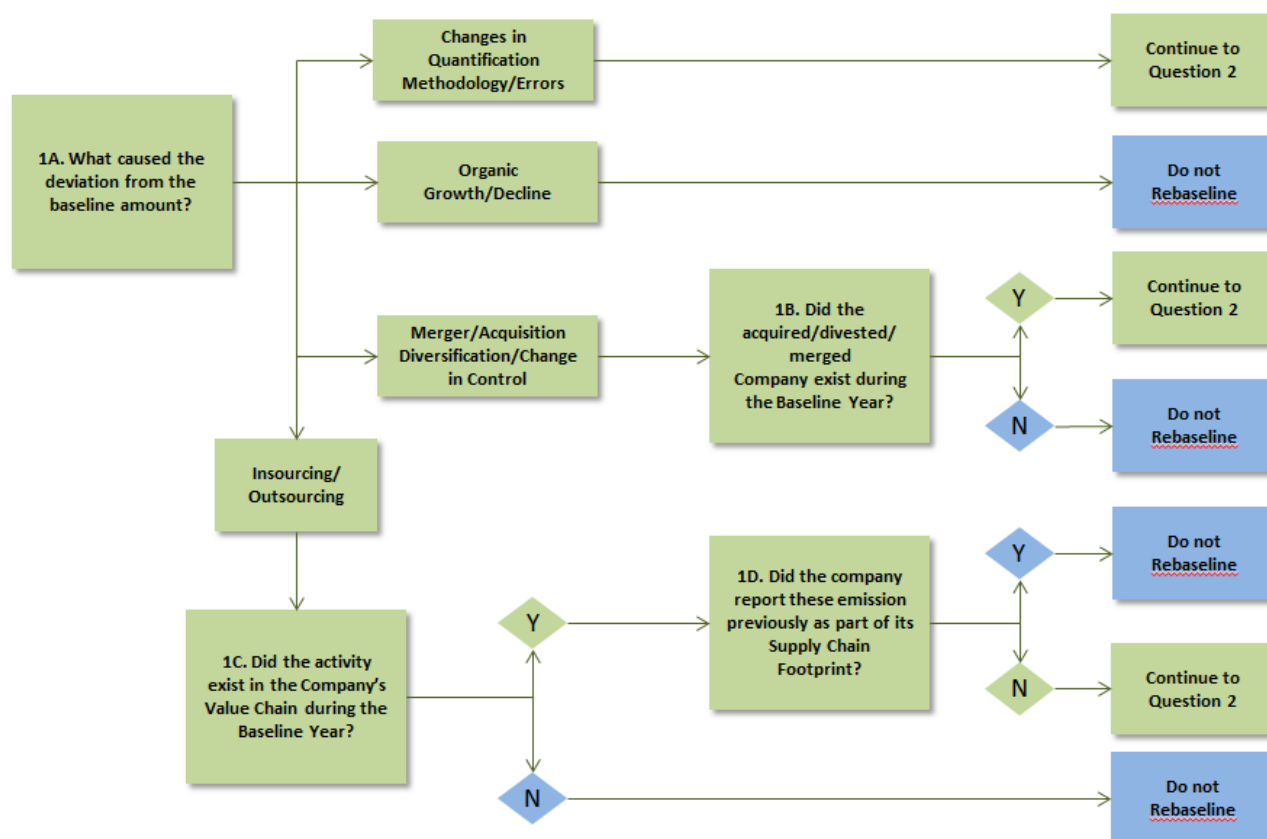 Changes in
Quantification
Methodology/Errors
Continue to
Question 2
1A. What caused the
deviation from the
baseline amount?
Organic
Growth/Decline
Do not
Rebaseline
Merger/Acquisition
Diversification/Change
in Control
1B. Did the
acquired/divested/
merged
Company exist during
the Baseline Year?
Y
Continue to
Question 2
N
Do not
Rebaseline
Insourcing/
Outsourcing
1C. Did the activity
exist in the Company's
Value Chain during the
Baseline Year?
Y
1D. Did the company
report these emission
previously as part of its
Supply Chain
Footprint?
Y
Do not
Rebaseline
N
Continue to
Question 2
N
Do not
Rebaseline